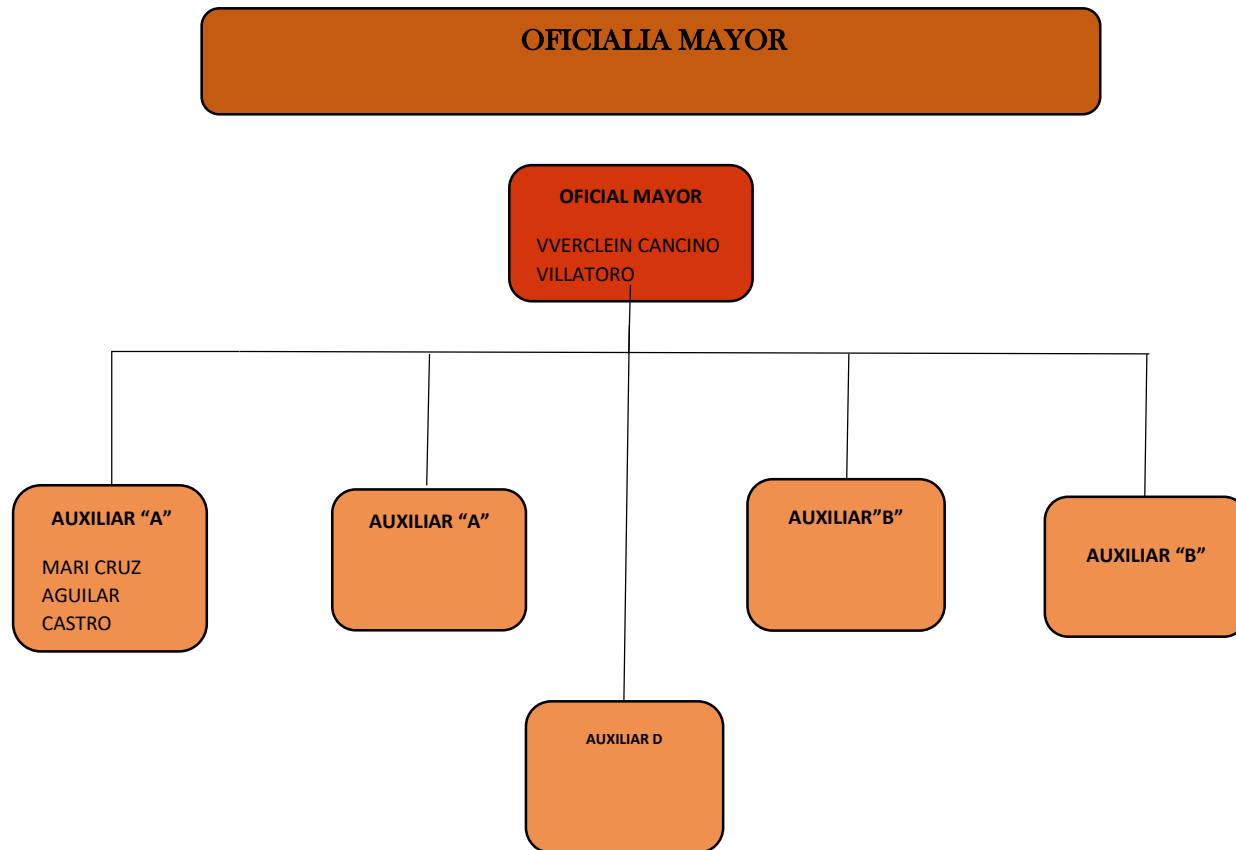 OFICIALIA MAYOR
OFICIAL MAYOR
VVERCLEIN CANCINO
VILLATORO
AUXILIAR “A”
MARI CRUZ
AGUILAR
CASTRO
AUXILIAR “A”
AUXILIAR”B”
AUXILIAR “B”
AUXILIAR D